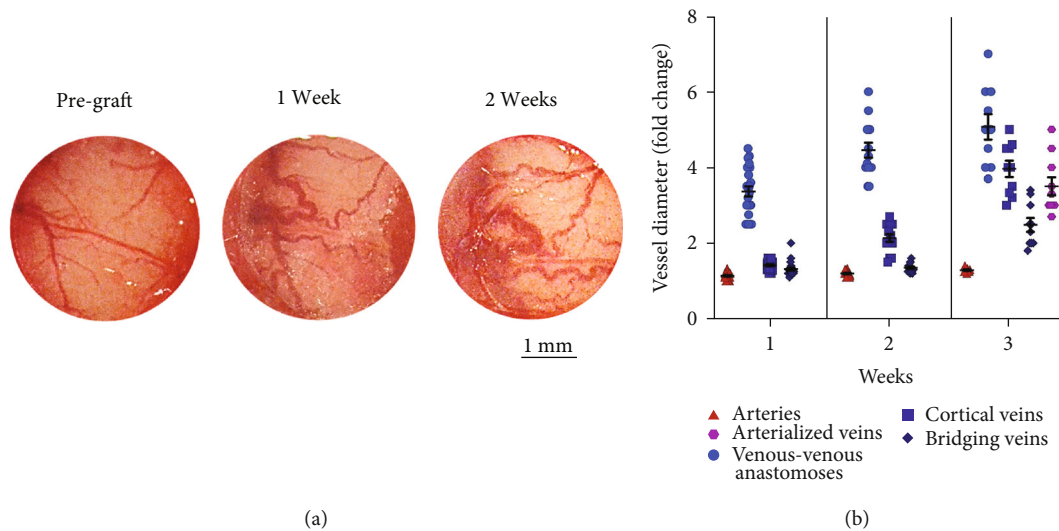 Pre-graft
1 Week
2 Weeks
1 mm
(a)
Vessel diameter (fold change)
8
6
4
2
0
1
2
3
Weeks
Arteries
Arterialized veins
Venous-venous
anastomoses
Cortical veins
Bridging veins
(b)